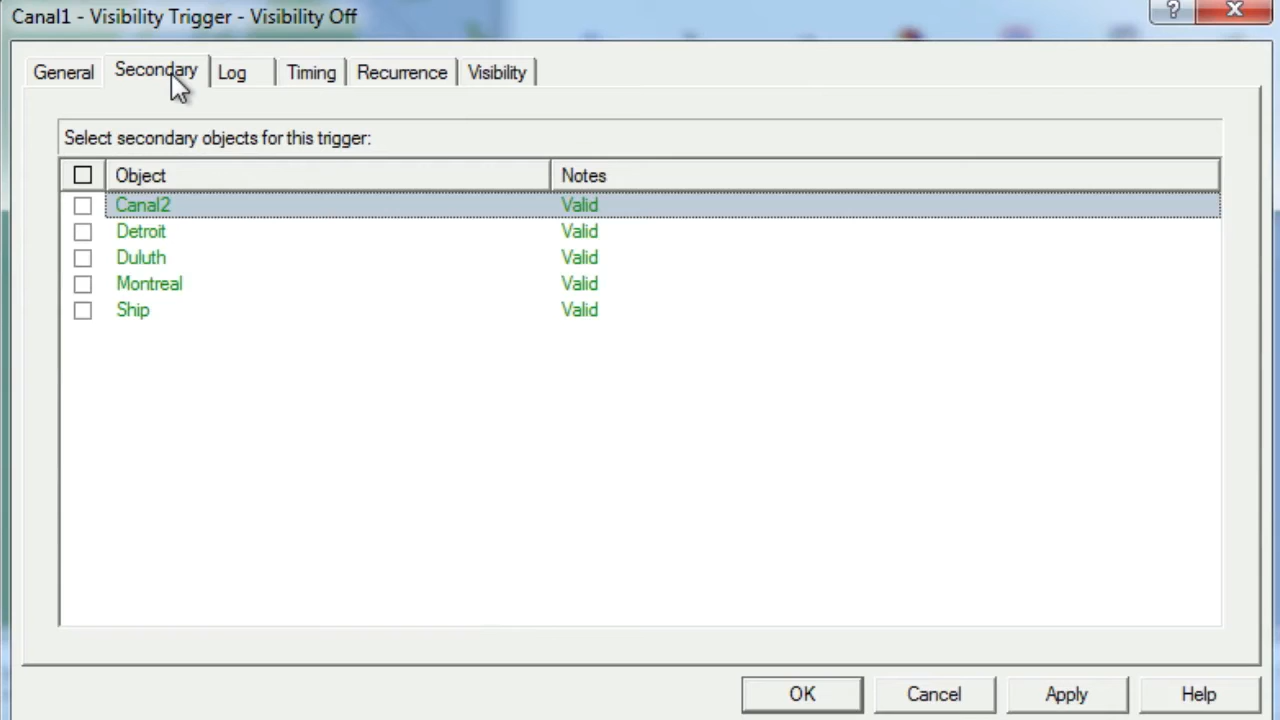 Canal1 - Visibility Trigger - Visibility Off
?
General Secondary Log Timing Recurrence Visibility
Select secondary objects for this trigger:
Object Notes
Canal2 Valid
Detroit Valid
Duluth Valid
Montreal Valid
Ship Valid
OK Cancel Apply Help